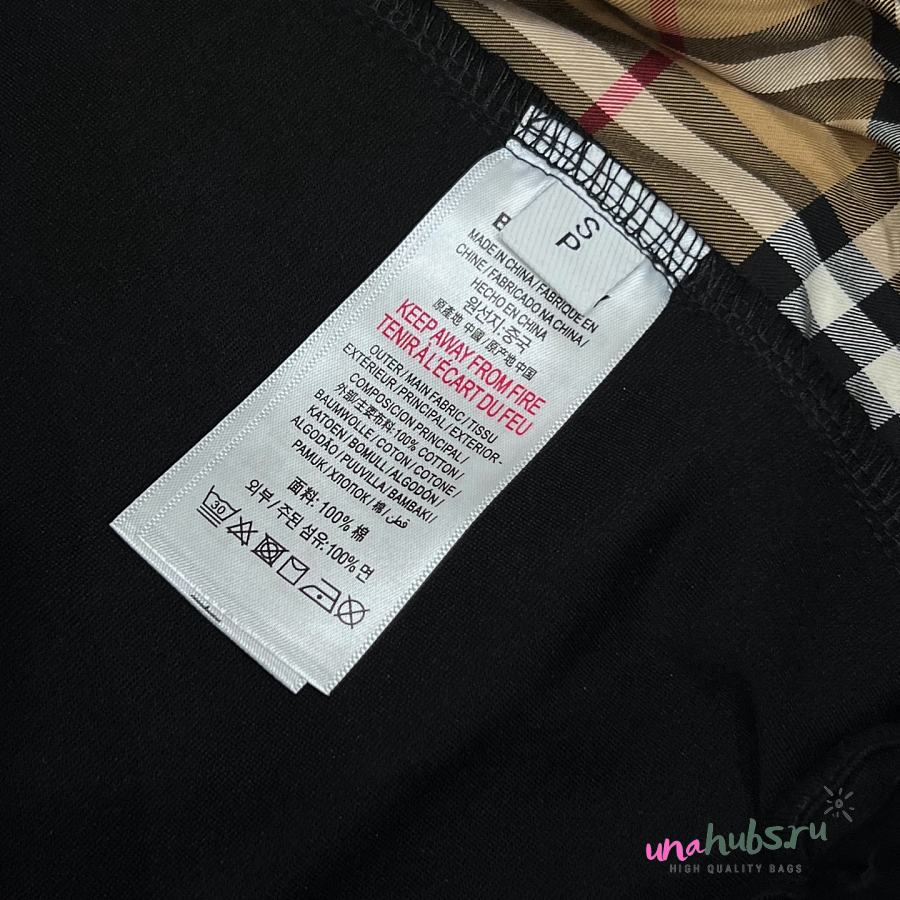 S
P
MADE IN CHINA / FABRIQUE EN
CHINE / FABRICADO NA CHINA /
HECHO EN CHINA
원산지:중국
原產地 中國 / 原产地 中国
KEEP AWAY FROM FIRE
TENIR À L'ÉCART DU FEU
OUTER / MAIN FABRIC / TISSU
EXTÉRIEUR / PRINCIPAL / EXTERIOR -
COMPOSICION PRINCIPAL /
外部/主要布料:100% COTTON /
BAUMWOLLE / COTON / COTONE /
KATOEN / BOMULL / ALGODÓN /
ALGODÃO / PUUVILLA / BAMBAKI /
PAMUK / ХЛОПОК / 棉 / قطن
面料: 100% 棉
외부 / 주된 섬유:100% 면
30
unahubs.ru
HIGH QUALITY BAGS